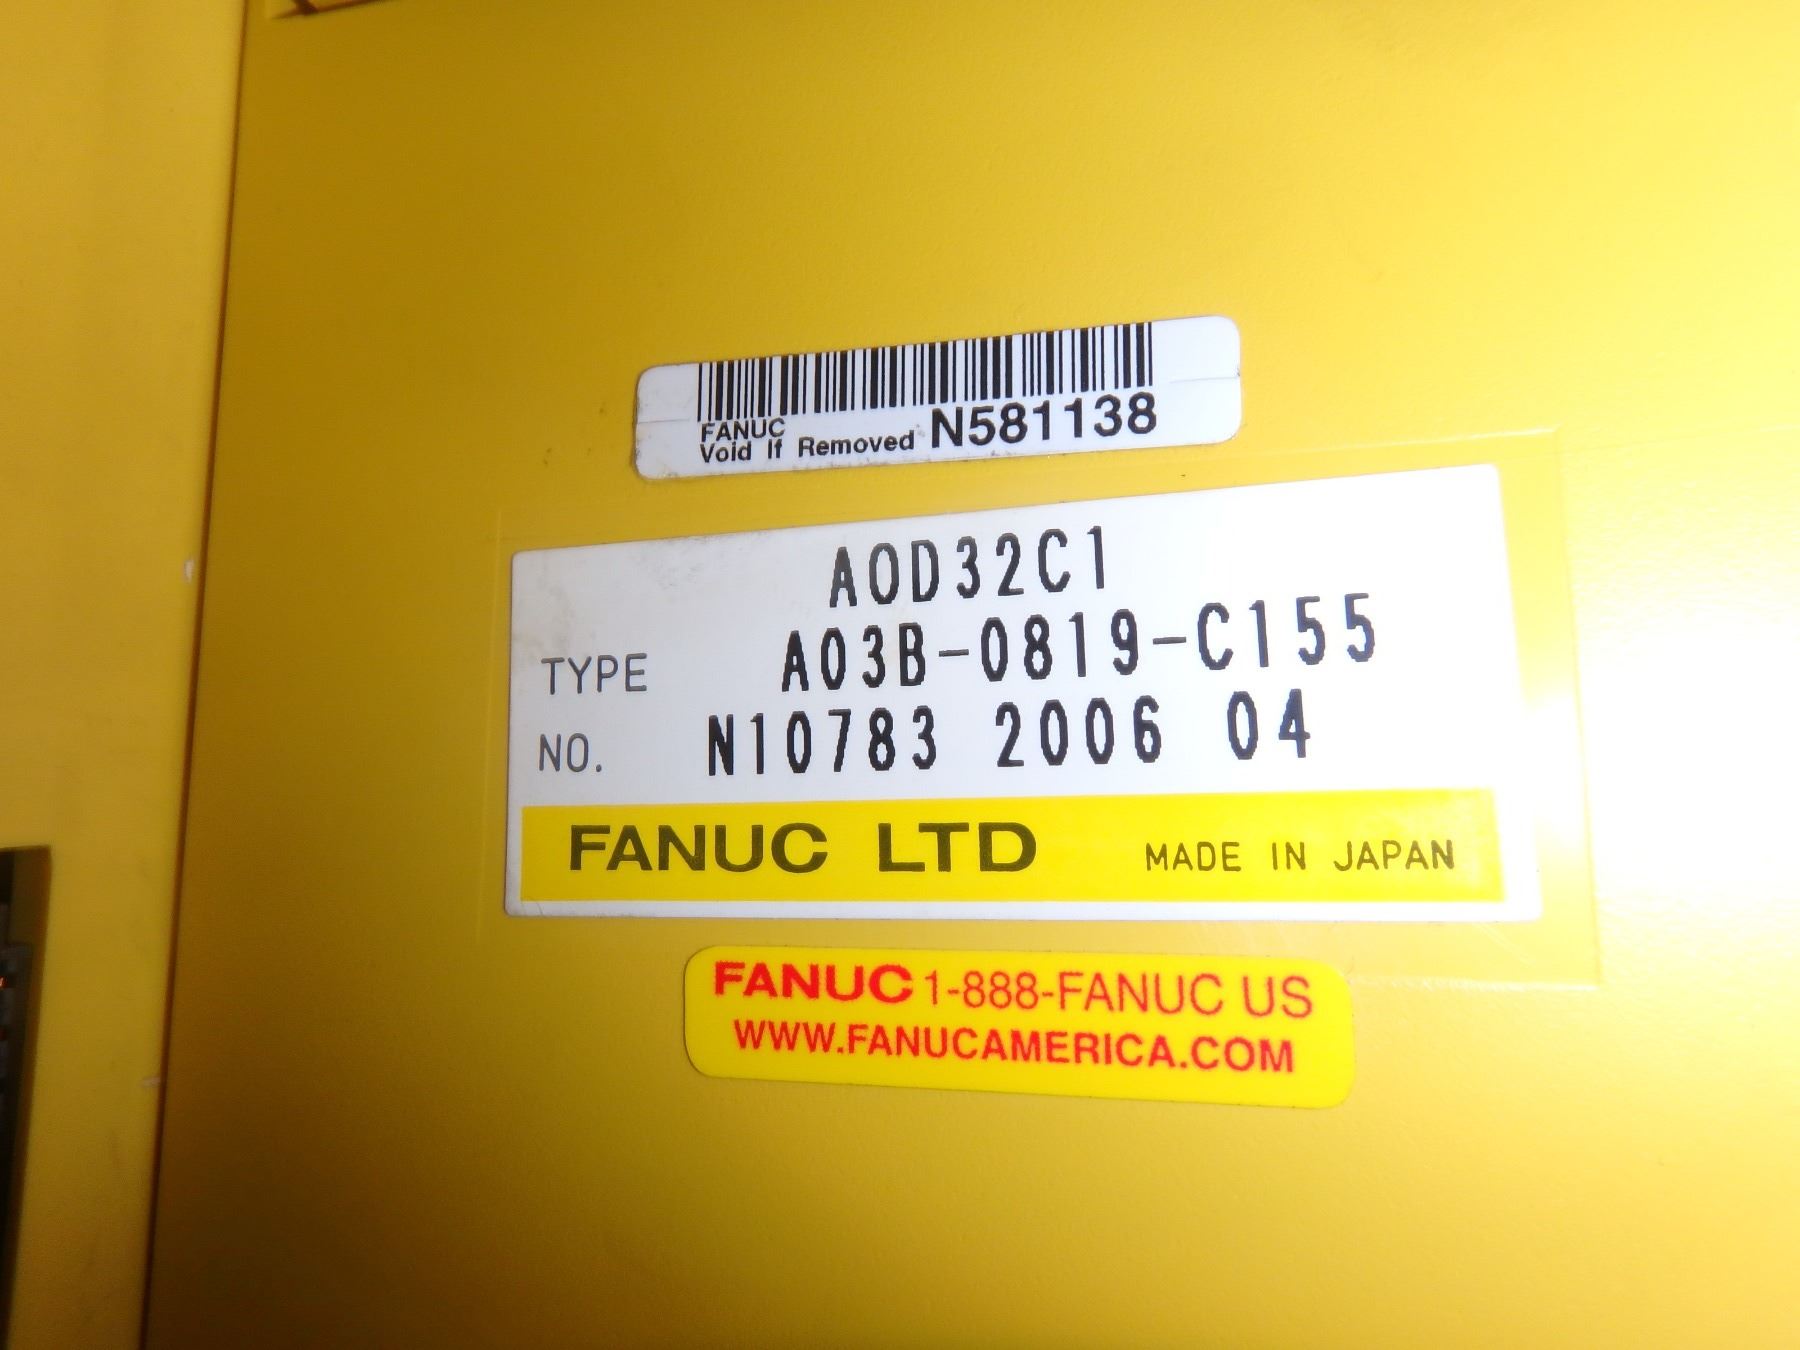 FANUC
Void If Removed N581138
AOD32C1
TYPE A03B-0819-C155
NO. N10783 2006 04
FANUC LTD MADE IN JAPAN
FANUC 1-888-FANUC US
WWW.FANUCAMERICA.COM